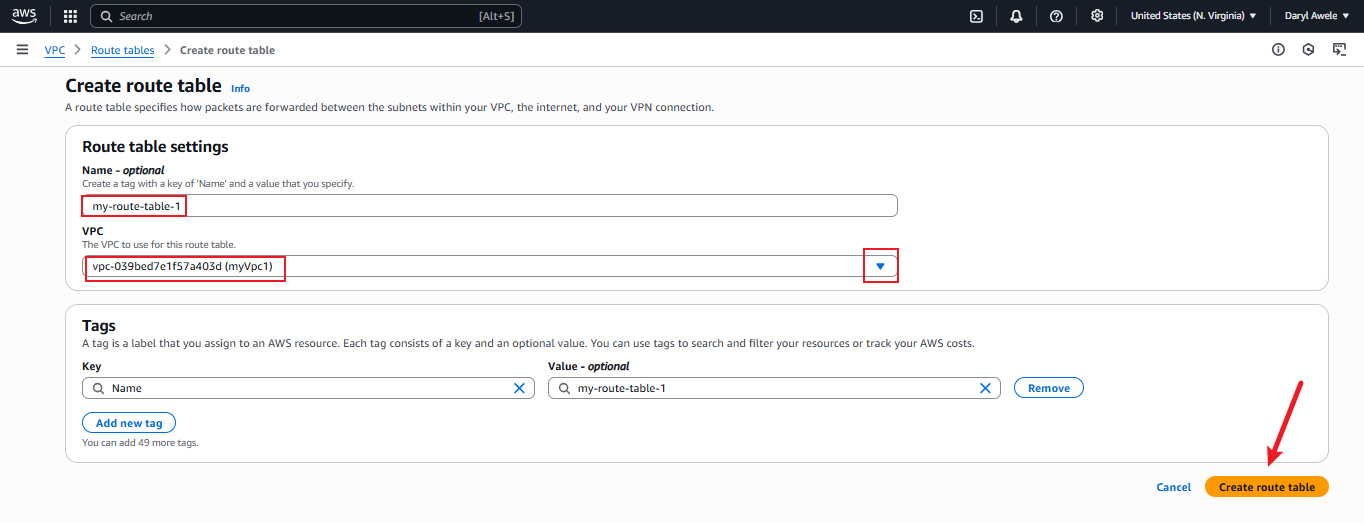 aws
Search [Alt+S] United States (N. Virginia) Daryl Awele
VPC Route tables Create route table
Create route table Info
A route table specifies how packets are forwarded between the subnets within your VPC, the internet, and your VPN connection.
Route table settings
Name - optional
Create a tag with a key of 'Name' and a value that you specify.
my-route-table-1
VPC
The VPC to use for this route table.
vpc-039bed7e1f57a403d (myVpc1)
Tags
A tag is a label that you assign to an AWS resource. Each tag consists of a key and an optional value. You can use tags to search and filter your resources or track your AWS costs.
Key Value - optional
Name my-route-table-1 Remove
Add new tag
You can add 49 more tags.
Cancel Create route table